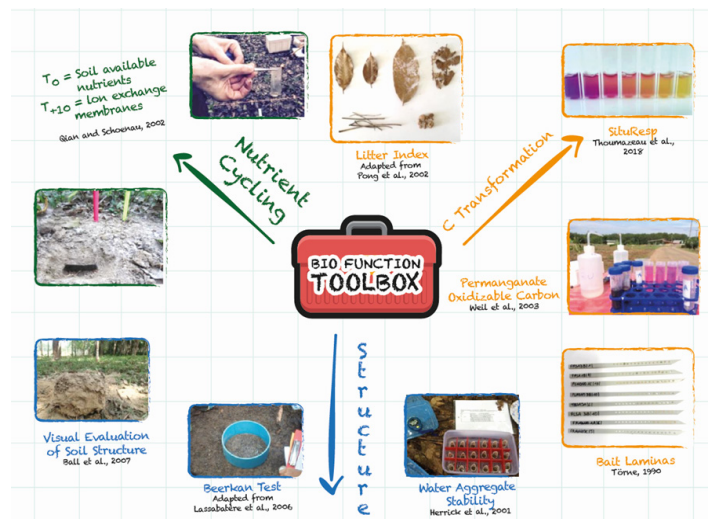 T0 = Soil available
nutrients
T+10 = Ion exchange
membranes
Qian and Schoenau, 2002
Nutrient
Cycling
Litter Index
Adapted from
Pong et al., 2002
C Transformation
SituResp
Thoumazeau et al.,
2018
BIO FUNCTION
TOOLBOX
Permanganate
Oxidizable Carbon
Weil et al., 2003
Structure
Visual Evaluation
of Soil Structure
Ball et al., 2007
Beerkan Test
Adapted from
Lassabatère et al., 2006
Water Aggregate
Stability
Herrick et al., 2001
Bait Laminas
Törne, 1990